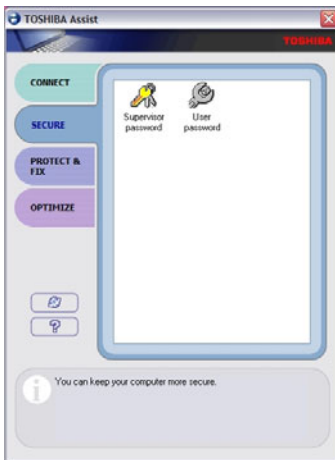 TOSHIBA Assist
TOSHIBA
CONNECT
SECURE
PROTECT &
FIX
OPTIMIZE
Supervisor
password
User
password
?
i
You can keep your computer more secure.